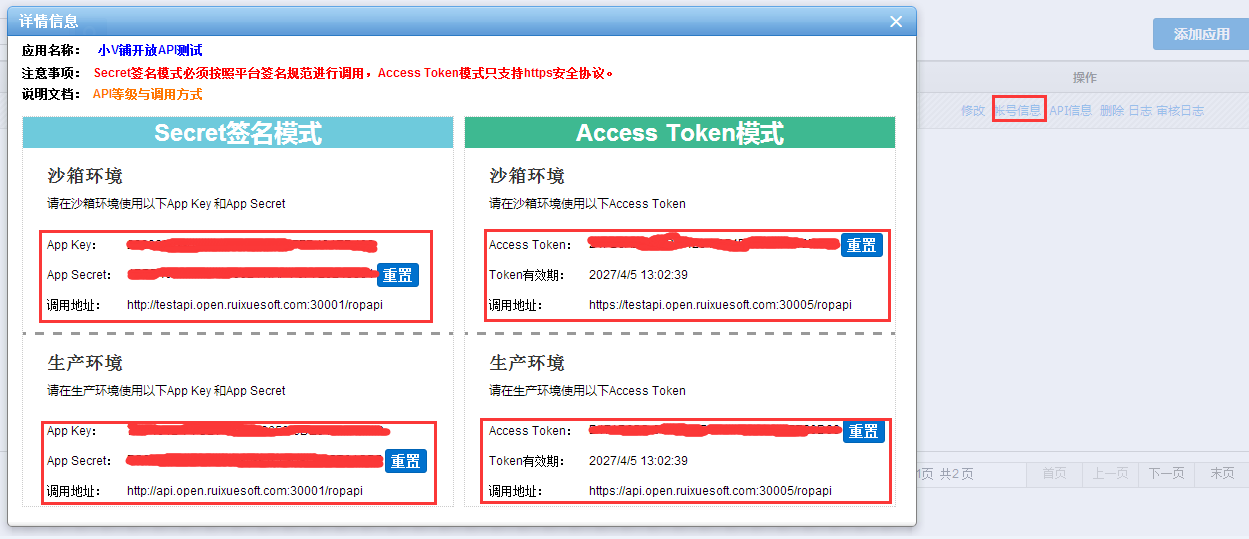 详情信息
应用名称： 小V铺开放API测试
注意事项： Secret签名模式必须按照平台签名规范进行调用，Access Token模式只支持https安全协议。
说明文档： API等级与调用方式
Secret签名模式
沙箱环境
请在沙箱环境使用以下App Key 和App Secret
App Key：
App Secret： 重置
调用地址： http://testapi.open.ruixuesoft.com:30001/ropapi
生产环境
请在生产环境使用以下App Key 和App Secret
App Key：
App Secret： 重置
调用地址： http://api.open.ruixuesoft.com:30001/ropapi
Access Token模式
沙箱环境
请在沙箱环境使用以下Access Token
Access Token： 重置
Token有效期： 2027/4/5 13:02:39
调用地址： https://testapi.open.ruixuesoft.com:30005/ropapi
生产环境
请在生产环境使用以下Access Token
Access Token： 重置
Token有效期： 2027/4/5 13:02:39
调用地址： https://api.open.ruixuesoft.com:30005/ropapi
添加应用
操作
修改 帐号信息 API信息 删除 日志 审核日志
1页 共2页 首页 上一页 下一页 末页